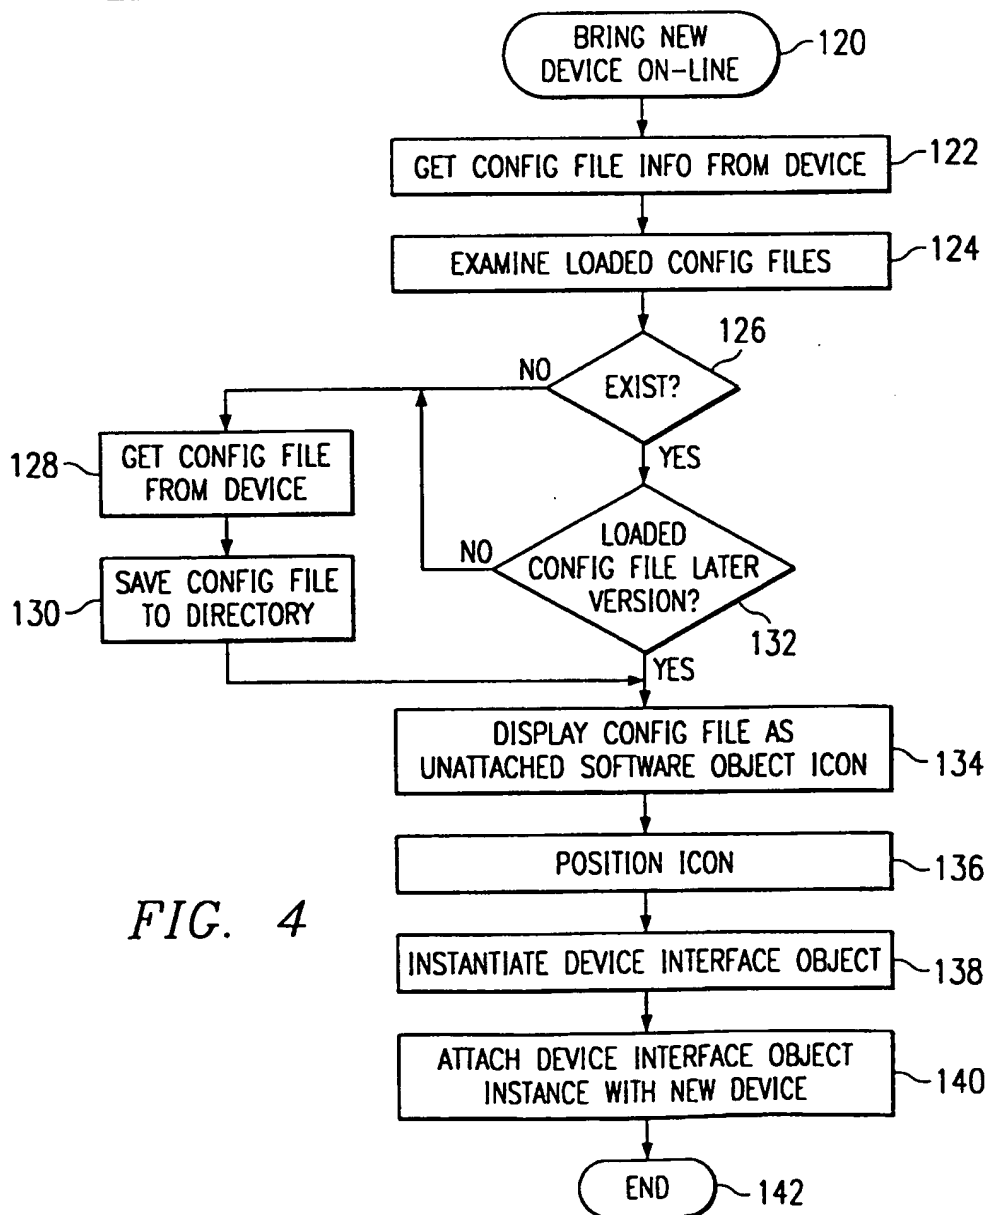 BRING NEW
DEVICE ON-LINE
120
GET CONFIG FILE INFO FROM DEVICE
122
EXAMINE LOADED CONFIG FILES
124
126
NO
EXIST?
YES
128
GET CONFIG FILE
FROM DEVICE
NO
LOADED
CONFIG FILE LATER
VERSION?
132
130
SAVE CONFIG FILE
TO DIRECTORY
YES
DISPLAY CONFIG FILE AS
UNATTACHED SOFTWARE OBJECT ICON
134
POSITION ICON
136
FIG. 4
INSTANTIATE DEVICE INTERFACE OBJECT
138
ATTACH DEVICE INTERFACE OBJECT
INSTANCE WITH NEW DEVICE
140
END
142